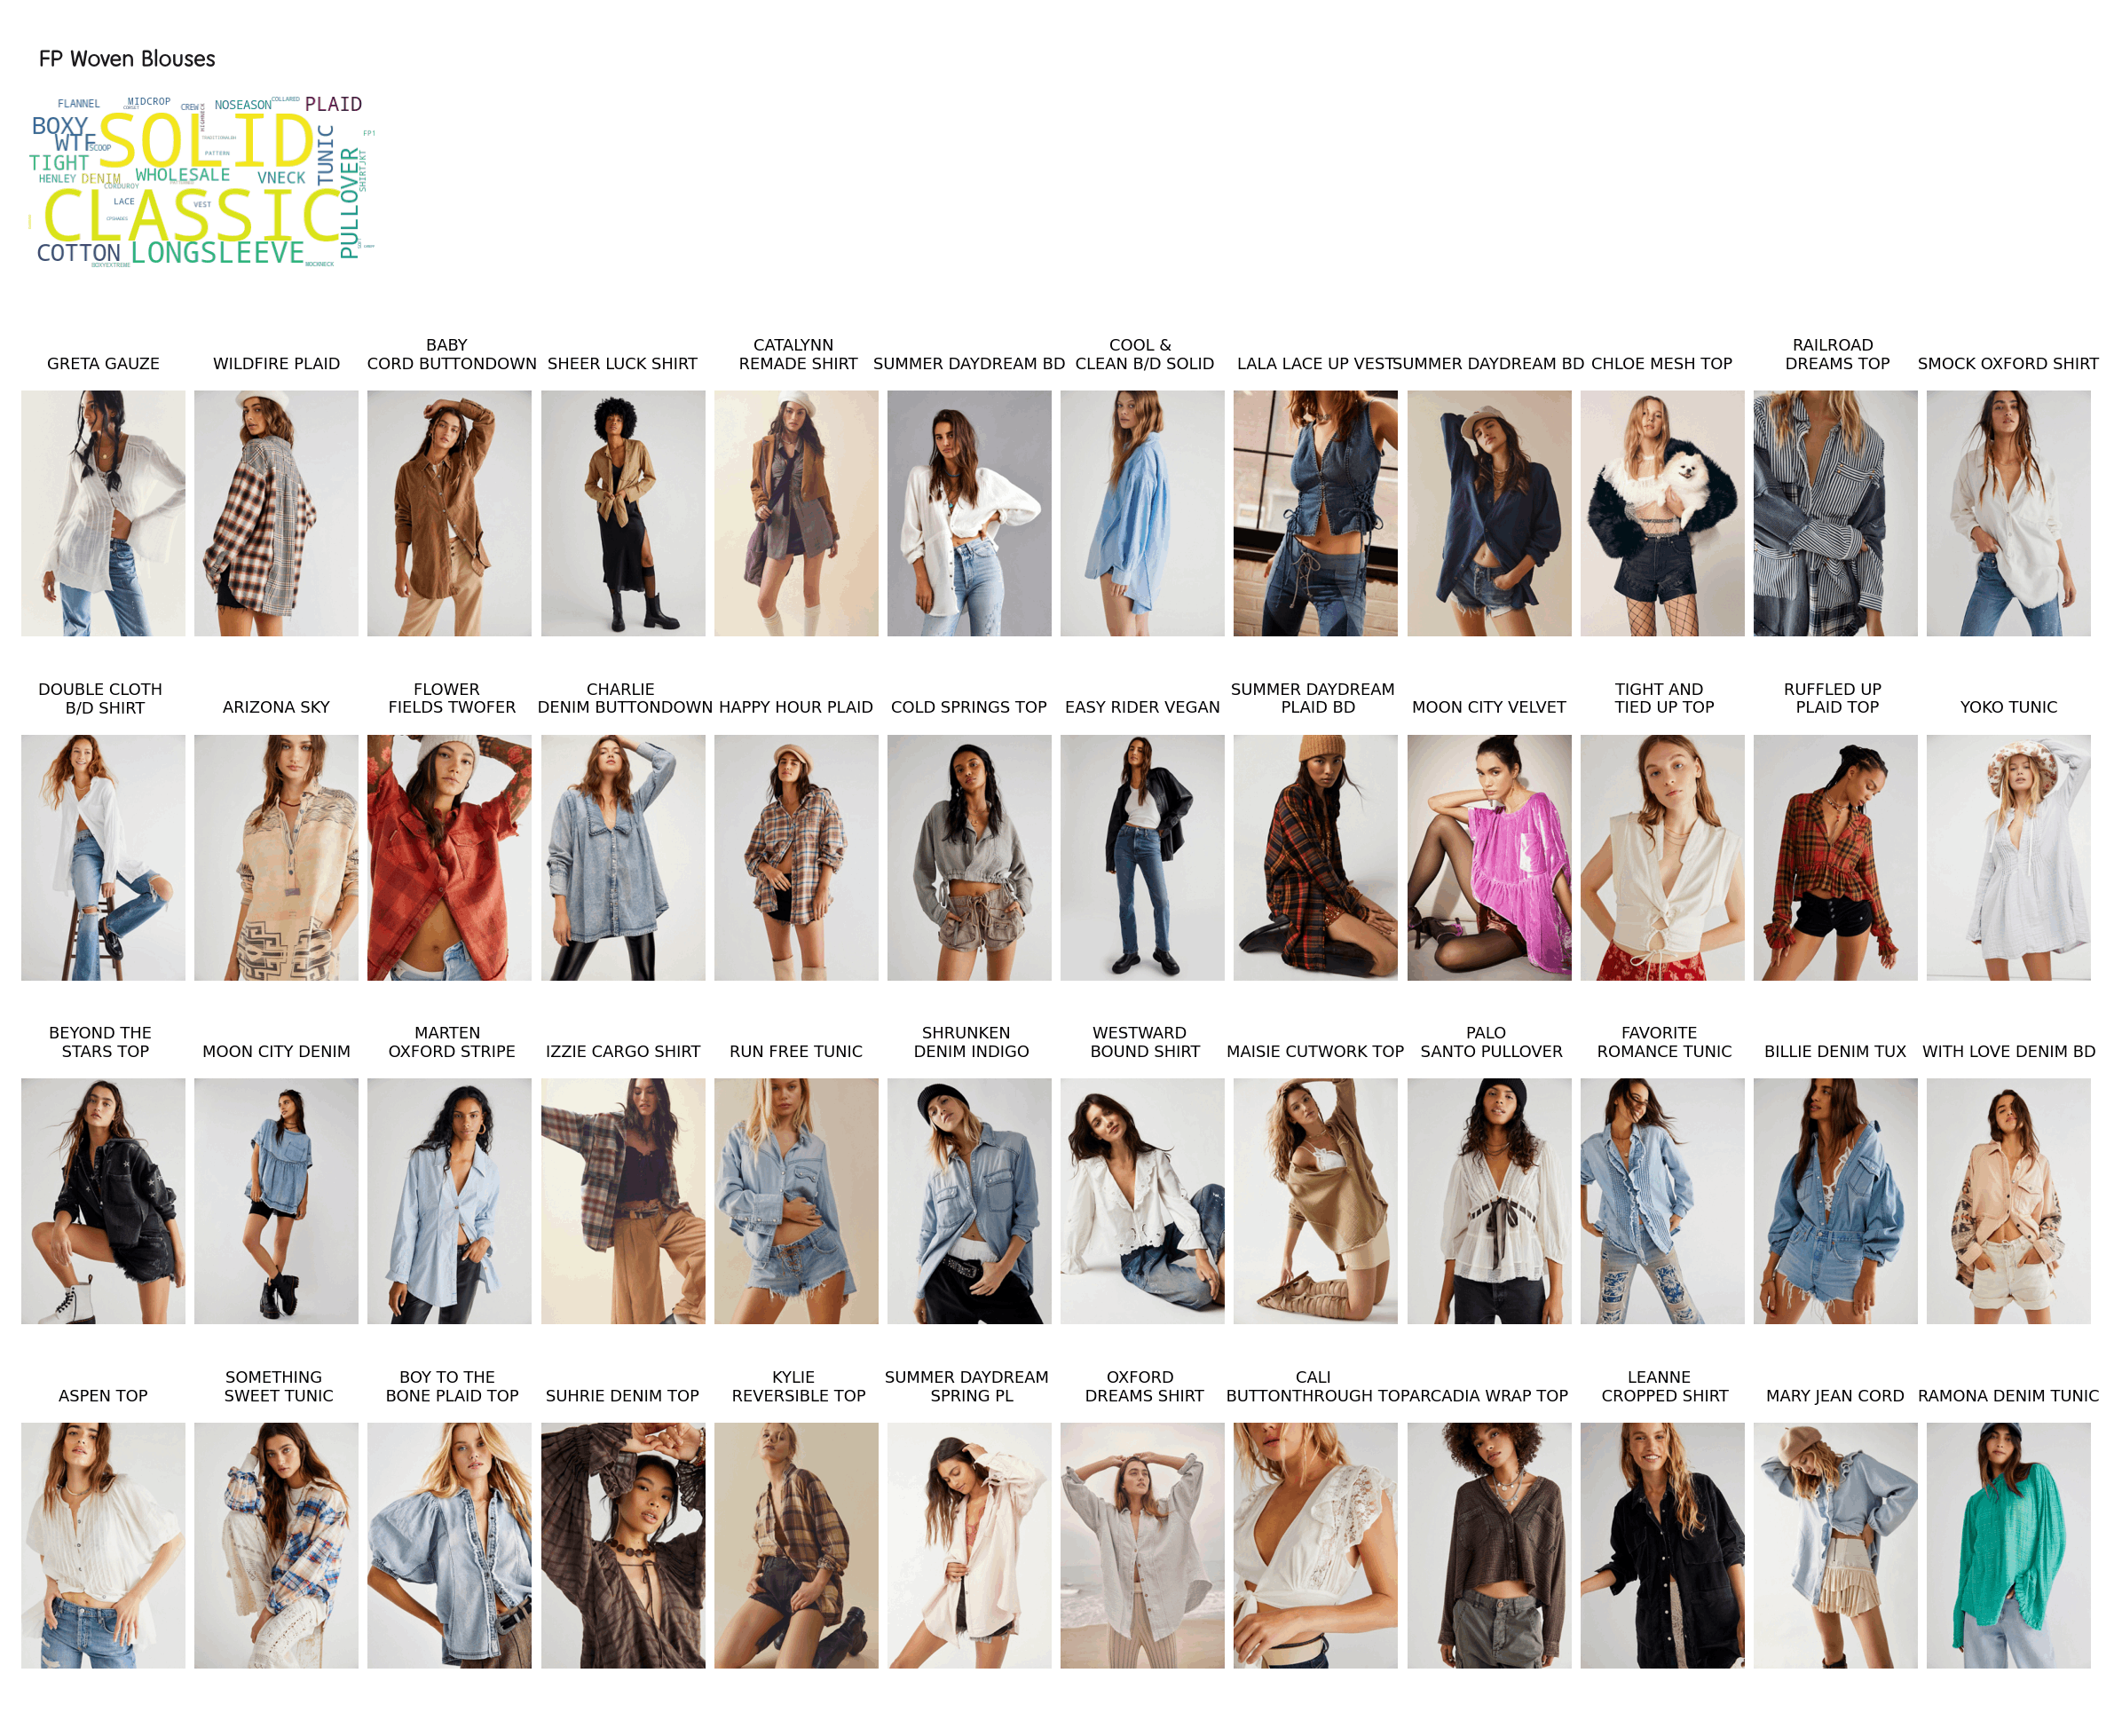 FP Woven Blouses
FLANNEL
MIDCROP
CREW
NOSEASON
COLLARED
PLAID
BOXY
SOLID
HIGHNECK
TUNIC
FP1
WTF
SCOOP
PATTERN
TIGHT
WHOLESALE
VNECK
PULLOVER
SHIRTJKT
HENLEY
DENIM
CORDUROY
CLASSIC
LACE
VEST
COTTON
LONGSLEEVE
BOXYEXTREME
MOCKNECK
GRETA GAUZE
WILDFIRE PLAID
BABY
CORD BUTTONDOWN
SHEER LUCK SHIRT
CATALYNN
REMADE SHIRT
SUMMER DAYDREAM BD
COOL &
CLEAN B/D SOLID
LALA LACE UP VEST
SUMMER DAYDREAM BD
CHLOE MESH TOP
RAILROAD
DREAMS TOP
SMOCK OXFORD SHIRT
DOUBLE CLOTH
B/D SHIRT
ARIZONA SKY
FLOWER
FIELDS TWOFER
CHARLIE
DENIM BUTTONDOWN
HAPPY HOUR PLAID
COLD SPRINGS TOP
EASY RIDER VEGAN
SUMMER DAYDREAM
PLAID BD
MOON CITY VELVET
TIGHT AND
TIED UP TOP
RUFFLED UP
PLAID TOP
YOKO TUNIC
BEYOND THE
STARS TOP
MOON CITY DENIM
MARTEN
OXFORD STRIPE
IZZIE CARGO SHIRT
RUN FREE TUNIC
SHRUNKEN
DENIM INDIGO
WESTWARD
BOUND SHIRT
MAISIE CUTWORK TOP
PALO
SANTO PULLOVER
FAVORITE
ROMANCE TUNIC
BILLIE DENIM TUX
WITH LOVE DENIM BD
ASPEN TOP
SOMETHING
SWEET TUNIC
BOY TO THE
BONE PLAID TOP
SUHRIE DENIM TOP
KYLIE
REVERSIBLE TOP
SUMMER DAYDREAM
SPRING PL
OXFORD
DREAMS SHIRT
CALI
BUTTONTHROUGH TOP
ARCADIA WRAP TOP
LEANNE
CROPPED SHIRT
MARY JEAN CORD
RAMONA DENIM TUNIC